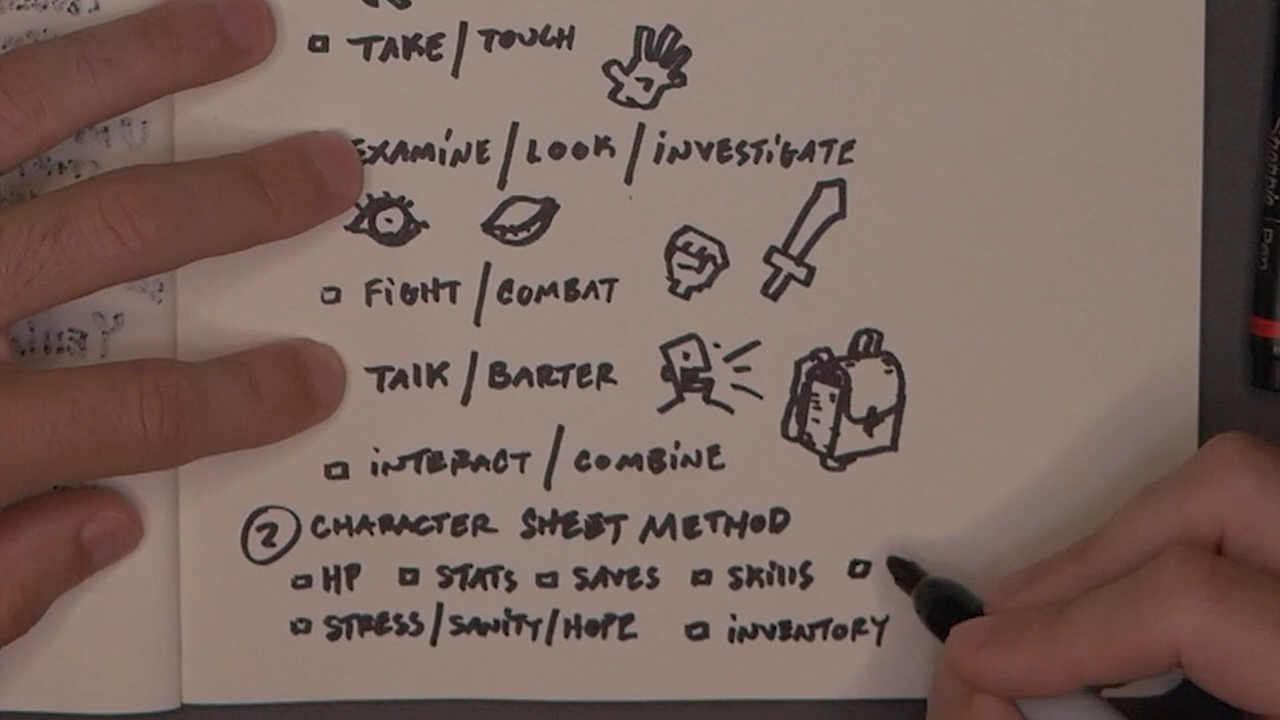 TAKE/TOUCH
EXAMINE/LOOK/INVESTIGATE
FIGHT/COMBAT
TALK/BARTER
INTERACT/COMBINE
2 CHARACTER SHEET METHOD
HP STATS SAVES SKILLS
STRESS/SANITY/HOPE INVENTORY